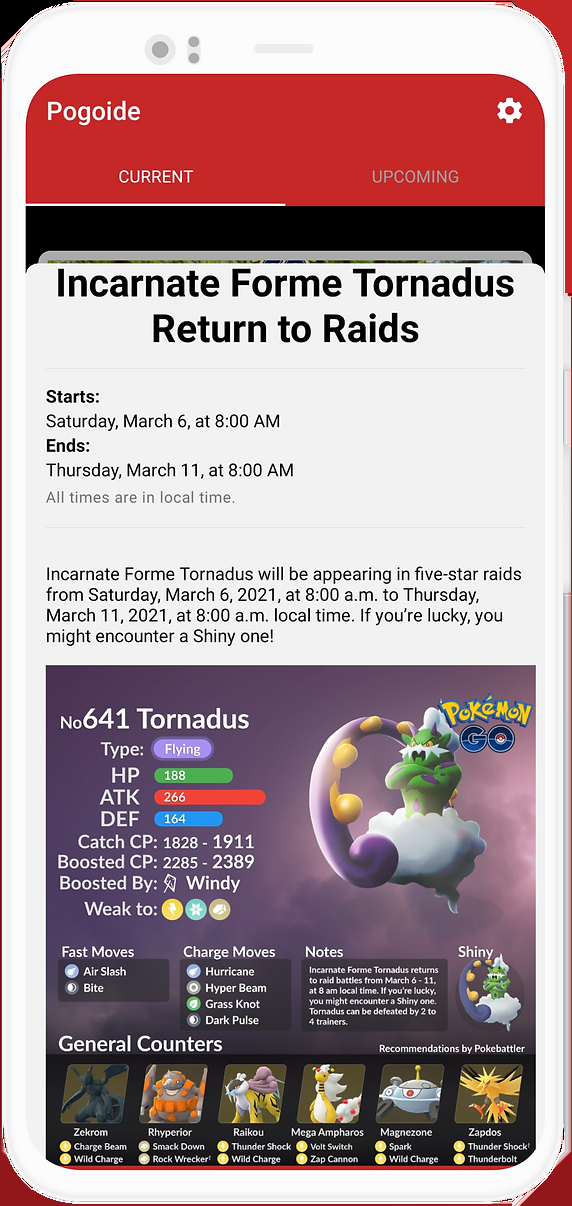 Pogoide
CURRENT
UPCOMING
Incarnate Forme Tornadus
Return to Raids
Starts:
Saturday, March 6, at 8:00 AM
Ends:
Thursday, March 11, at 8:00 AM
All times are in local time.
Incarnate Forme Tornadus will be appearing in five-star raids
from Saturday, March 6, 2021, at 8:00 a.m. to Thursday,
March 11, 2021, at 8:00 a.m. local time. If you’re lucky, you
might encounter a Shiny one!
No641 Tornadus
POKéMON
GO
Type: Flying
HP 188
ATK 266
DEF 164
Catch CP: 1828 - 1911
Boosted CP: 2285 - 2389
Boosted By: Windy
Weak to:
Fast Moves
Air Slash
Bite
Charge Moves
Hurricane
Hyper Beam
Grass Knot
Dark Pulse
Notes
Incarnate Forme Tornadus returns
to raid battles from March 6 - 11,
at 8 am local time. If you're lucky,
you might encounter a Shiny one.
Tornadus can be defeated by 2 to
4 trainers.
Shiny
General Counters
Recommendations by Pokebattler
Zekrom
Charge Beam
Wild Charge
Rhyperior
Smack Down
Rock Wrecker†
Raikou
Thunder Shock
Wild Charge
Mega Ampharos
Volt Switch
Zap Cannon
Magnezone
Spark
Wild Charge
Zapdos
Thunder Shock†
Thunderbolt